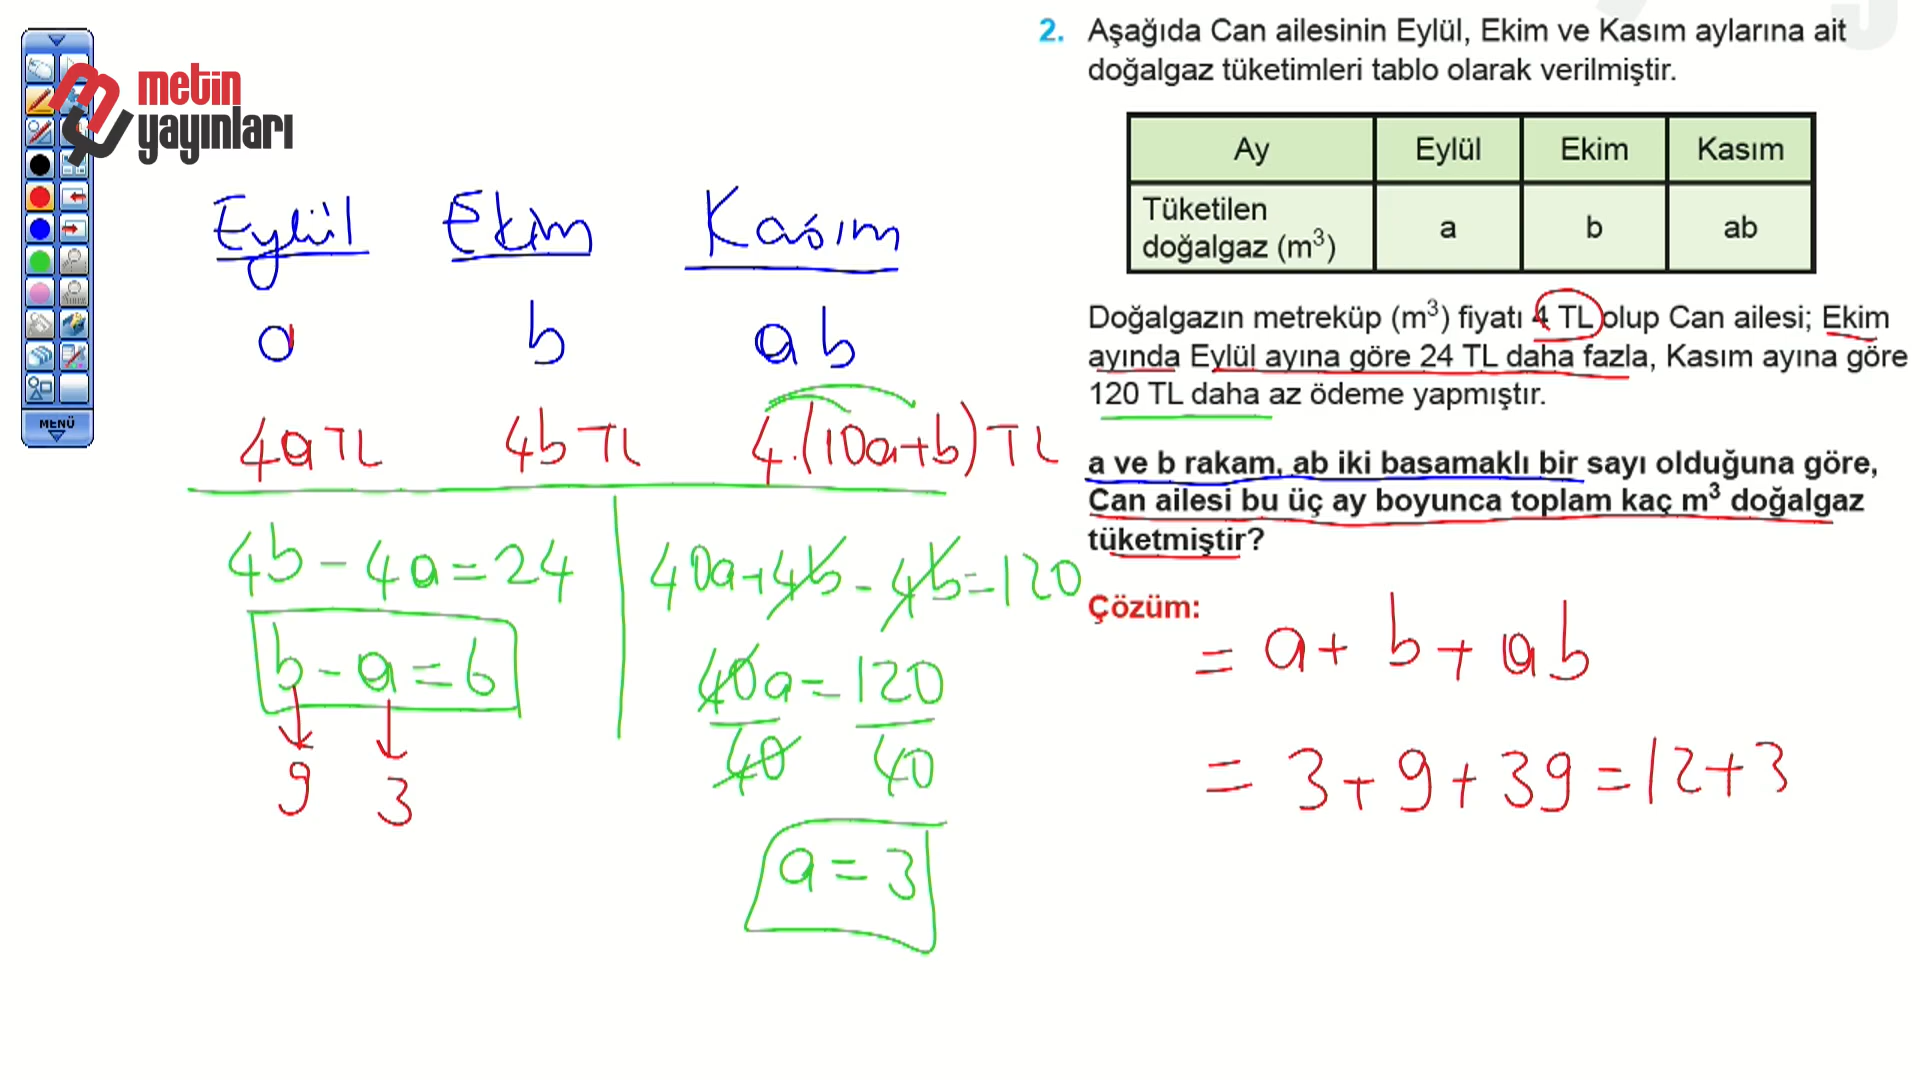 metin
yayınları
MENÜ
Eylül Ekim Kasım
a b ab
4a TL 4b TL 4.(10a+b) TL
4b - 4a = 24
b - a = 6
9 3
40a+4b - 4b = 120
40a = 120
40 40
a = 3
2. Aşağıda Can ailesinin Eylül, Ekim ve Kasım aylarına ait
doğalgaz tüketimleri tablo olarak verilmiştir.
Ay Eylül Ekim Kasım
Tüketilen
doğalgaz (m³) a b ab
Doğalgazın metreküp (m³) fiyatı 4 TL olup Can ailesi; Ekim
ayında Eylül ayına göre 24 TL daha fazla, Kasım ayına göre
120 TL daha az ödeme yapmıştır.
a ve b rakam, ab iki basamaklı bir sayı olduğuna göre,
Can ailesi bu üç ay boyunca toplam kaç m³ doğalgaz
tüketmiştir?
Çözüm:
= a + b + ab
= 3 + 9 + 39 = 12 + 3